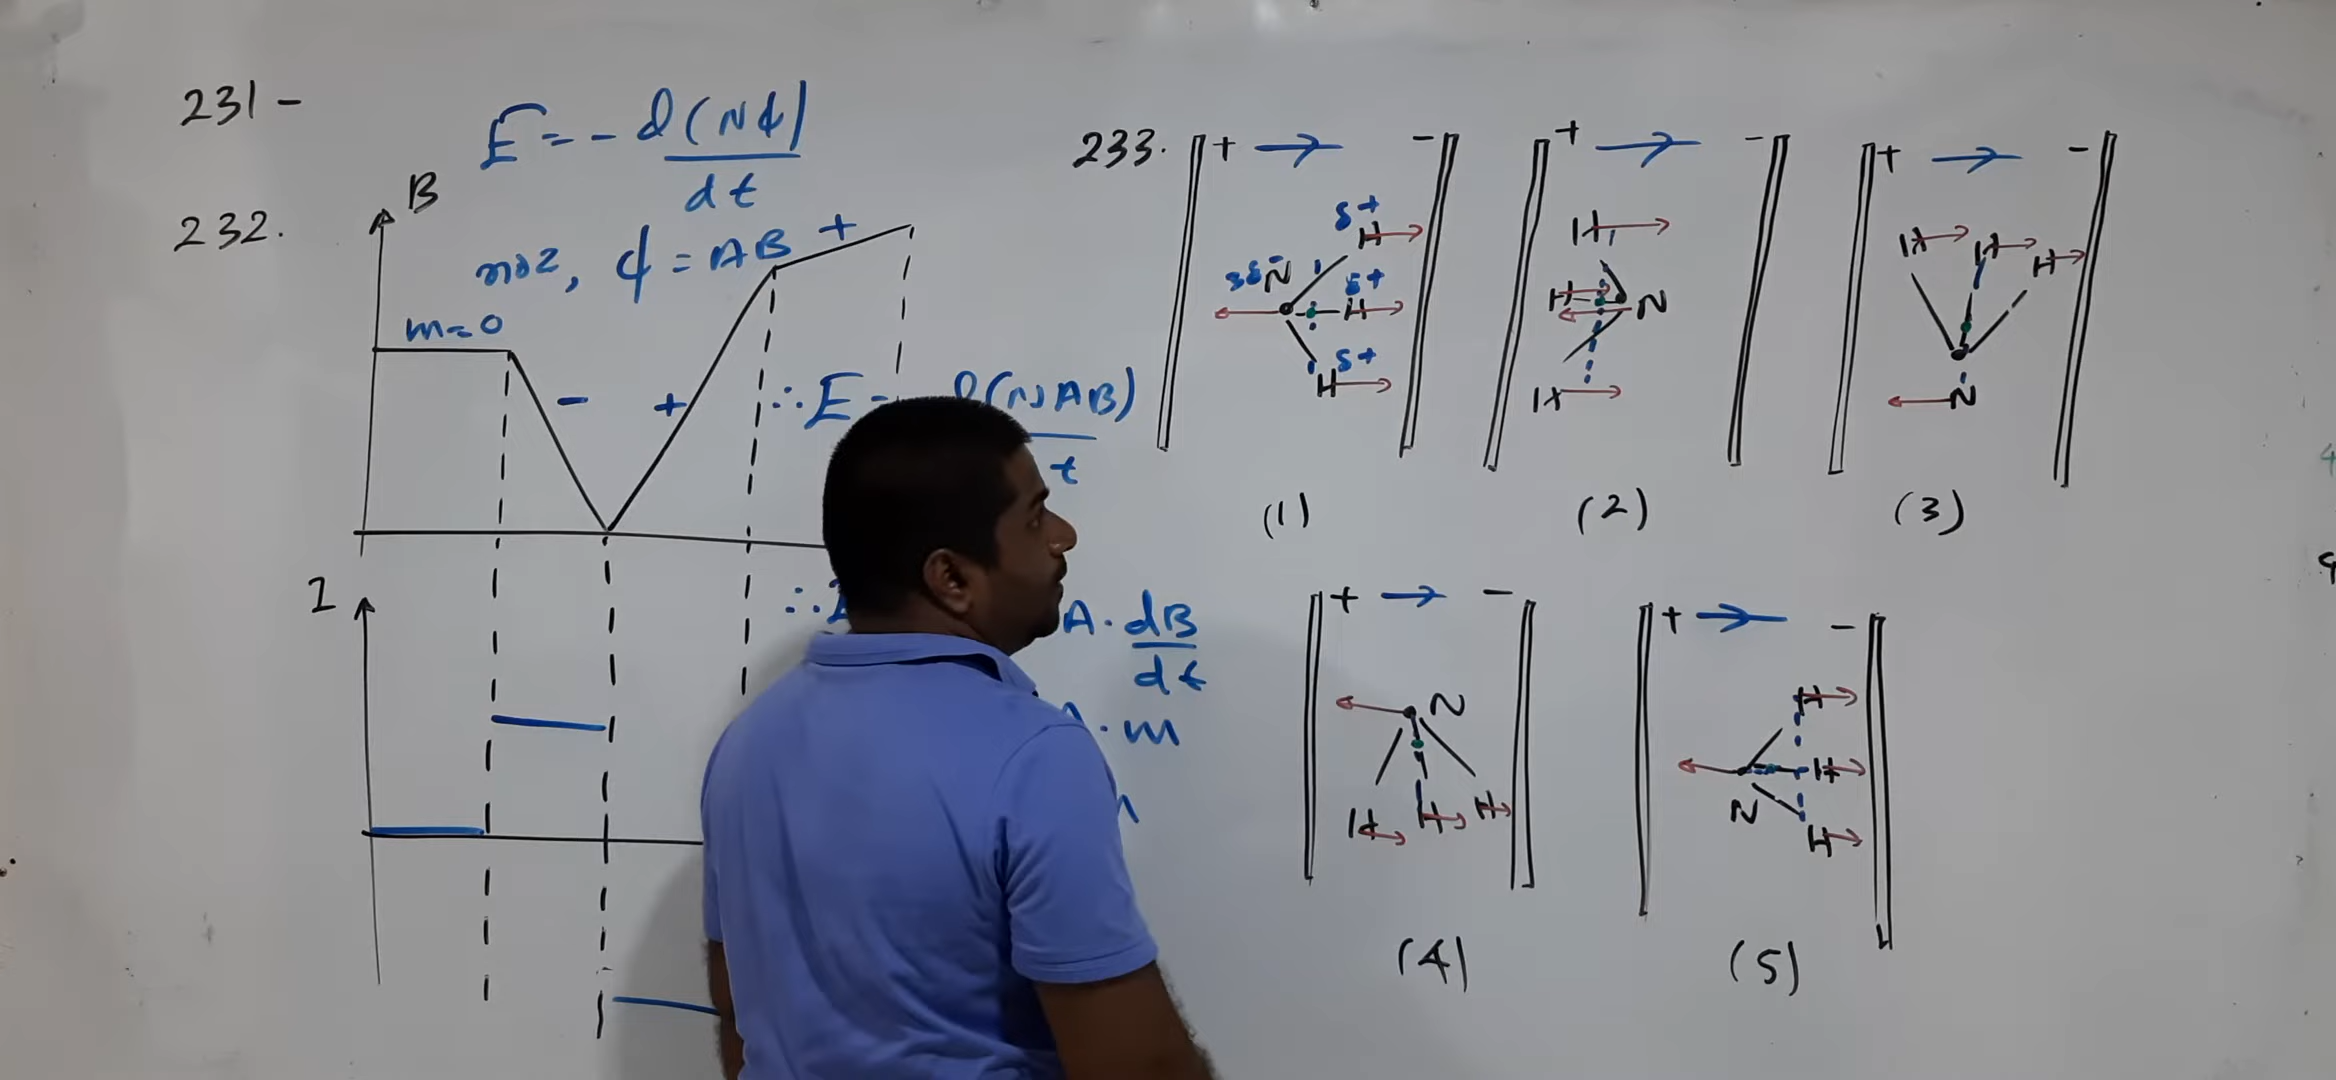 231 -
E = - d(Nϕ)
dt
232.
B
m=0
ϕ = AB
+
-
+
∴ E = d(NAB)
t
I
∴
A. dB
dt
. m
233.
+ → -
+ → -
+ → -
δ+
H
3δ- N
δ+
H
δ+
H
H
H
N
H
H
H
H
N
(1)
(2)
(3)
+ → -
+ → -
N
H
H
H
H
H
N
H
(4)
(5)